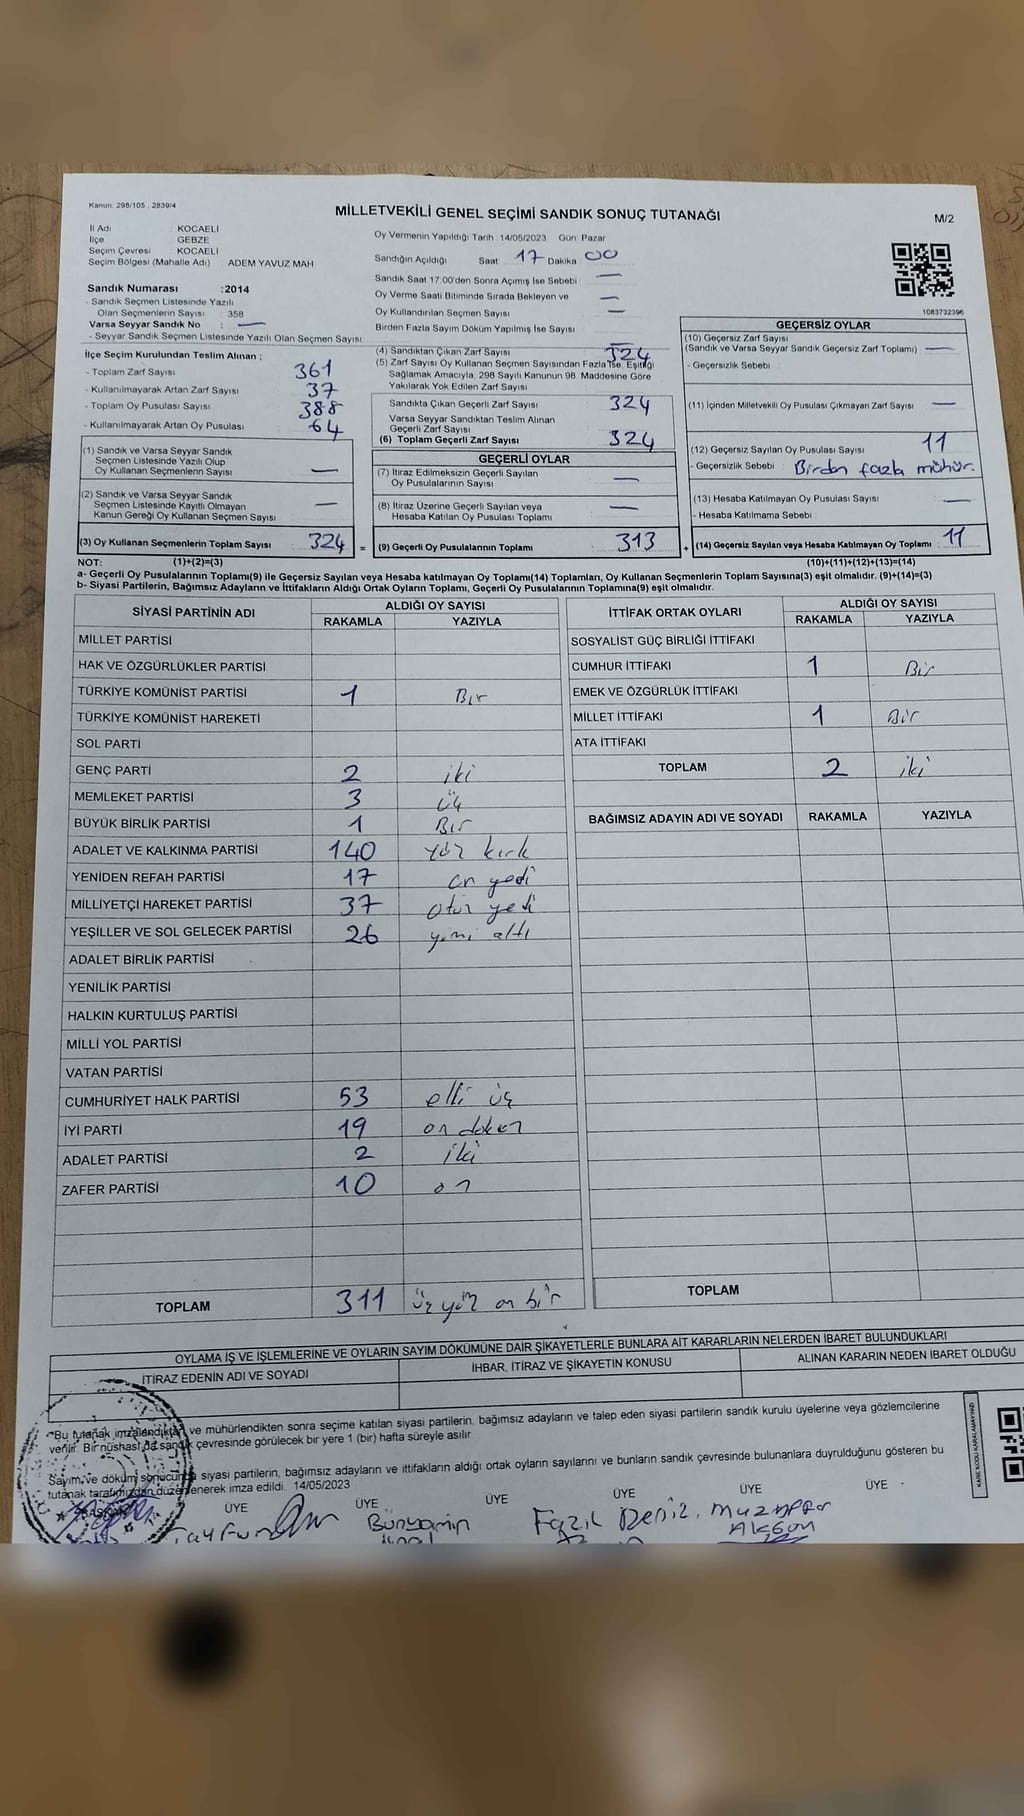 Kanun: 298/105 , 2839/4
MİLLETVEKİLİ GENEL SEÇİMİ SANDIK SONUÇ TUTANAĞI
M/2
İl Adı : KOCAELİ
İlçe : GEBZE
Seçim Çevresi : KOCAELİ
Seçim Bölgesi (Mahalle Adı) ADEM YAVUZ MAH
Sandık Numarası :2014
- Sandık Seçmen Listesinde Yazılı
Olan Seçmenlerin Sayısı : 358
Varsa Seyyar Sandık No : —
- Seyyar Sandık Seçmen Listesinde Yazılı Olan Seçmen Sayısı
Oy Vermenin Yapıldığı Tarih :14/05/2023 Gün: Pazar
Sandığın Açıldığı Saat : 17 Dakika : 00
Sandık Saat 17:00'den Sonra Açımış İse Sebebi : —
Oy Verme Saati Bitiminde Sırada Bekleyen ve —
Oy Kullandırılan Seçmen Sayısı : —
Birden Fazla Sayım Döküm Yapılmış İse Sayısı —
1083732396
İlçe Seçim Kurulundan Teslim Alınan ;
- Toplam Zarf Sayısı : 361
- Kullanılmayarak Artan Zarf Sayısı : 37
- Toplam Oy Pusulası Sayısı : 388
- Kullanılmayarak Artan Oy Pusulası : 64
(4) Sandıktan Çıkan Zarf Sayısı : 324
(5) Zarf Sayısı Oy Kullanan Seçmen Sayısından Fazla İse, Eşitliği
Sağlamak Amacıyla, 298 Sayılı Kanunun 98. Maddesine Göre
Yakılarak Yok Edilen Zarf Sayısı
Sandıkta Çıkan Geçerli Zarf Sayısı : 324
Varsa Seyyar Sandıktan Teslim Alınan
Geçerli Zarf Sayısı
(6) Toplam Geçerli Zarf Sayısı : 324
GEÇERSİZ OYLAR
(10) Geçersiz Zarf Sayısı
(Sandık ve Varsa Seyyar Sandık Geçersiz Zarf Toplamı) —
- Geçersizlik Sebebi :
(11) İçinden Milletvekili Oy Pusulası Çıkmayan Zarf Sayısı : —
(12) Geçersiz Sayılan Oy Pusulası Sayısı : 11
- Geçersizlik Sebebi : Birden fazla mühür.
(13) Hesaba Katılmayan Oy Pusulası Sayısı : —
- Hesaba Katılmama Sebebi
(1) Sandık ve Varsa Seyyar Sandık
Seçmen Listesinde Yazılı Olup
Oy Kullanan Seçmenlerin Sayısı : —
(2) Sandık ve Varsa Seyyar Sandık
Seçmen Listesinde Kayıtlı Olmayan
Kanun Gereği Oy Kullanan Seçmen Sayısı : —
GEÇERLİ OYLAR
(7) İtiraz Edilmeksizin Geçerli Sayılan
Oy Pusulalarının Sayısı : —
(8) İtiraz Üzerine Geçerli Sayılan veya
Hesaba Katılan Oy Pusulası Toplamı : —
(3) Oy Kullanan Seçmenlerin Toplam Sayısı : 324 = (9) Geçerli Oy Pusulalarının Toplamı : 313 + (14) Geçersiz Sayılan veya Hesaba Katılmayan Oy Toplamı : 11
NOT: (1)+(2)=(3) (10)+(11)+(12)+(13)=(14)
a- Geçerli Oy Pusulalarının Toplamı(9) ile Geçersiz Sayılan veya Hesaba katılmayan Oy Toplamı(14) Toplamları, Oy Kullanan Seçmenlerin Toplam Sayısına(3) eşit olmalıdır. (9)+(14)=(3)
b- Siyasi Partilerin, Bağımsız Adayların ve İttifakların Aldığı Ortak Oyların Toplamı, Geçerli Oy Pusulalarının Toplamına(9) eşit olmalıdır.
SİYASİ PARTİNİN ADI ALDIĞI OY SAYISI
RAKAMLA YAZIYLA
MİLLET PARTİSİ
HAK VE ÖZGÜRLÜKLER PARTİSİ
TÜRKİYE KOMÜNİST PARTİSİ 1 Bir
TÜRKİYE KOMÜNİST HAREKETİ
SOL PARTİ
GENÇ PARTİ 2 iki
MEMLEKET PARTİSİ 3 üç
BÜYÜK BİRLİK PARTİSİ 1 Bir
ADALET VE KALKINMA PARTİSİ 140 yüz kırk
YENİDEN REFAH PARTİSİ 17 on yedi
MİLLİYETÇİ HAREKET PARTİSİ 37 otuz yedi
YEŞİLLER VE SOL GELECEK PARTİSİ 26 yirmi altı
ADALET BİRLİK PARTİSİ
YENİLİK PARTİSİ
HALKIN KURTULUŞ PARTİSİ
MİLLİ YOL PARTİSİ
VATAN PARTİSİ
CUMHURİYET HALK PARTİSİ 53 elli üç
İYİ PARTİ 19 on dokuz
ADALET PARTİSİ 2 iki
ZAFER PARTİSİ 10 on
TOPLAM 311 üç yüz on bir
İTTİFAK ORTAK OYLARI ALDIĞI OY SAYISI
RAKAMLA YAZIYLA
SOSYALİST GÜÇ BİRLİĞİ İTTİFAKI
CUMHUR İTTİFAKI 1 Bir
EMEK VE ÖZGÜRLÜK İTTİFAKI
MİLLET İTTİFAKI 1 Bir
ATA İTTİFAKI
TOPLAM 2 iki
BAĞIMSIZ ADAYIN ADI VE SOYADI RAKAMLA YAZIYLA
TOPLAM
OYLAMA İŞ VE İŞLEMLERİNE VE OYLARIN SAYIM DÖKÜMÜNE DAİR ŞİKAYETLERLE BUNLARA AİT KARARLARIN NELERDEN İBARET BULUNDUKLARI
İTİRAZ EDENİN ADI VE SOYADI İHBAR, İTİRAZ VE ŞİKAYETİN KONUSU ALINAN KARARIN NEDEN İBARET OLDUĞU
*Bu tutanak imzalandıktan ve mühürlendikten sonra seçime katılan siyasi partilerin, bağımsız adayların ve talep eden siyasi partilerin sandık kurulu üyelerine veya gözlemcilerine
verilir. Bir nüshası da sandık çevresinde görülecek bir yere 1 (bir) hafta süreyle asılır.
Sayım ve döküm sonucunda siyasi partilerin, bağımsız adayların ve ittifakların aldığı ortak oyların sayılarını ve bunların sandık çevresinde bulunanlara duyrulduğunu gösteren bu
tutanak tarafımızdan düzenlenerek imza edildi. 14/05/2023
BAŞKAN ÜYE ÜYE ÜYE ÜYE ÜYE ÜYE
Tayfun Bünyamin Fazıl Deniz. Muzaffer
KARE KODU KARALAMAYINIZ!